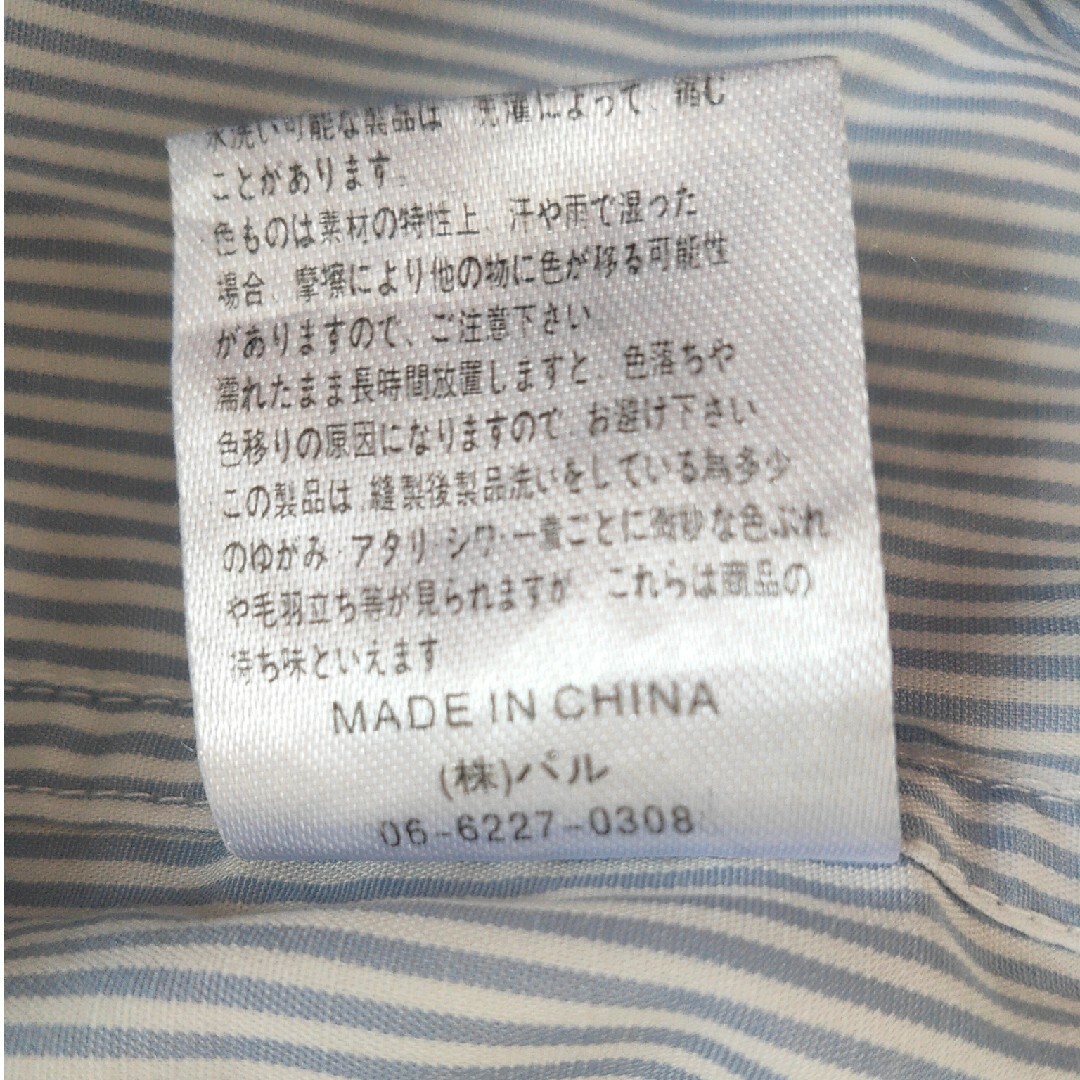 水洗い可能な製品は 洗濯によって、縮む
ことがあります.
色ものは素材の特性上 汗や雨で湿った
場合、摩擦により他の物に色が移る可能性
がありますので、ご注意下さい
濡れたまま長時間放置しますと、色落ちや
色移りの原因になりますので お避け下さい
この製品は 縫製後製品洗いをしている為多少
のゆがみ・アタリ・シワ・一着ごとに微妙な色ぶれ
や毛羽立ち等が見られますが、これらは商品の
持ち味といえます
MADE IN CHINA
(株)パル
06-6227-0308